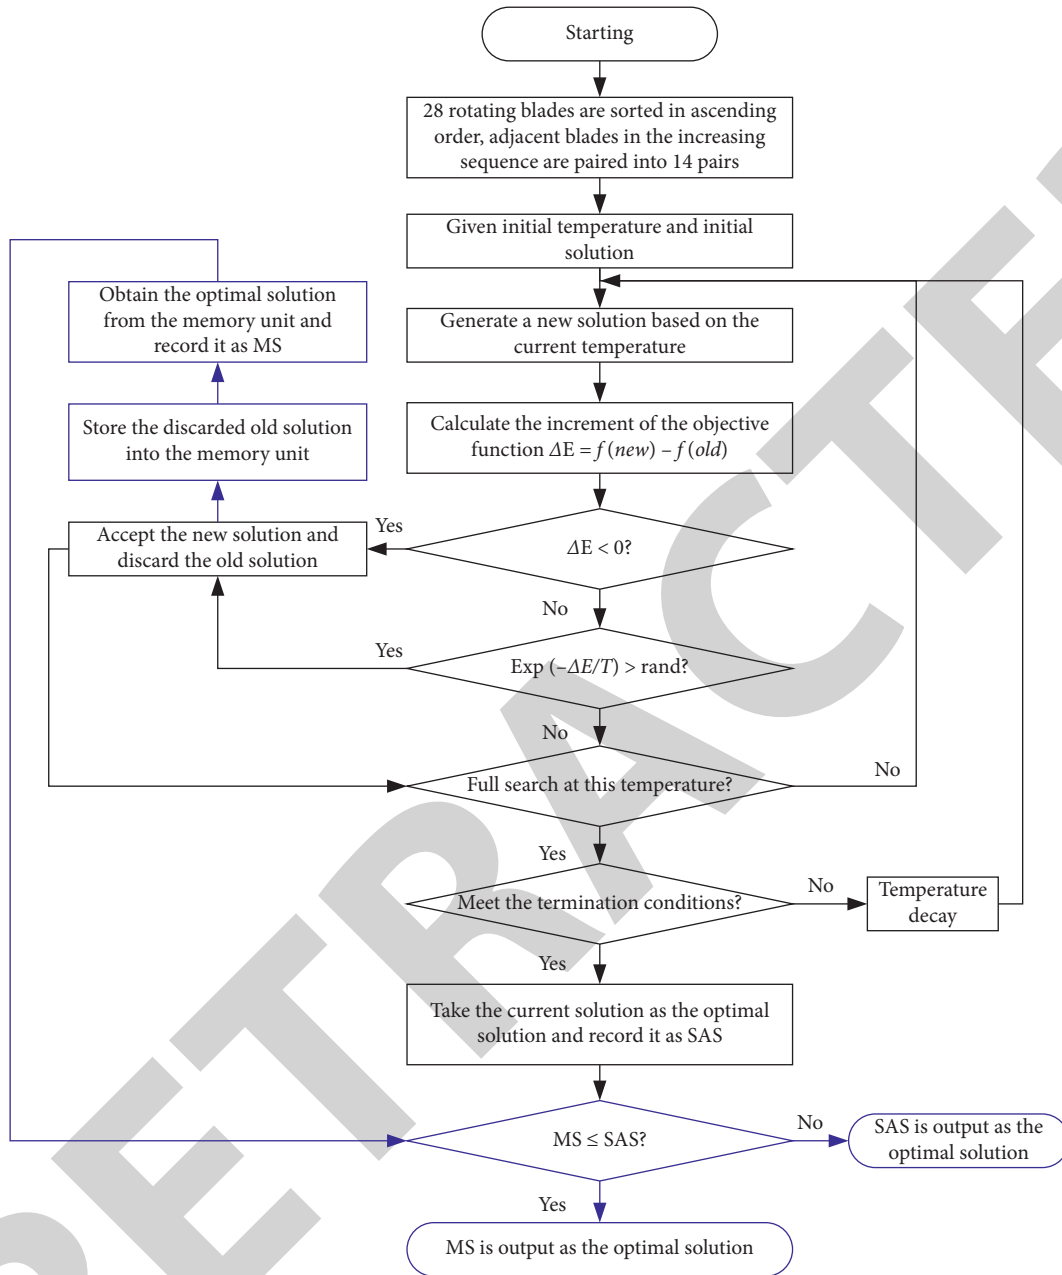 Starting
28 rotating blades are sorted in ascending
order, adjacent blades in the increasing
sequence are paired into 14 pairs
Given initial temperature and initial
solution
Obtain the optimal solution
from the memory unit and
record it as MS
Generate a new solution based on the
current temperature
Store the discarded old solution
into the memory unit
Calculate the increment of the objective
function ΔE = f (new) – f (old)
Yes
Accept the new solution and
discard the old solution
ΔE < 0?
No
Yes
Exp (–ΔE/T) > rand?
No
Full search at this temperature?
No
Yes
Meet the termination conditions?
No
Temperature
decay
Yes
Take the current solution as the optimal
solution and record it as SAS
MS ≤ SAS?
No
SAS is output as the
optimal solution
Yes
MS is output as the optimal solution
RETRACTE